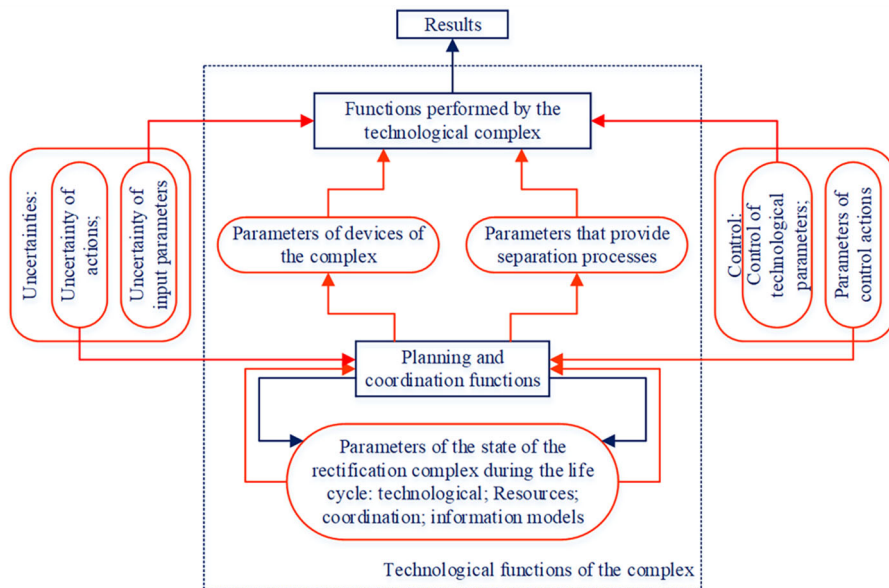 Results
Functions performed by the
technological complex
Uncertainties:
Uncertainty of
actions;
Uncertainty of
input parameters
Parameters of devices of
the complex
Parameters that provide
separation processes
Control:
Control of
technological
parameters;
Parameters of
control actions
Planning and
coordination functions
Parameters of the state of the
rectification complex during the life
cycle: technological; Resources;
coordination; information models
Technological functions of the complex